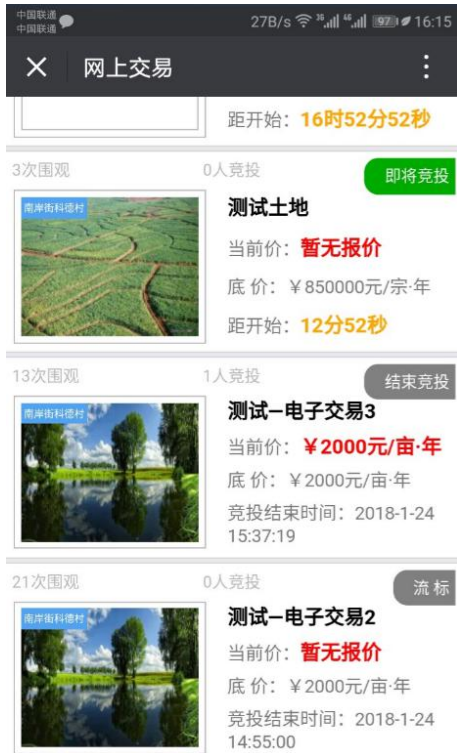 中国联通
中国联通
27B/s 3G 4G 97 16:15
网上交易
距开始：16时52分52秒
3次围观 0人竞投 即将竞投
南岸街科德村
测试土地
当前价：暂无报价
底 价：￥850000元/宗·年
距开始：12分52秒
13次围观 1人竞投 结束竞投
南岸街科德村
测试—电子交易3
当前价：￥2000元/亩·年
底 价：￥2000元/亩·年
竞投结束时间：2018-1-24
15:37:19
21次围观 0人竞投 流 标
南岸街科德村
测试—电子交易2
当前价：暂无报价
底 价：￥2000元/亩·年
竞投结束时间：2018-1-24
14:55:00